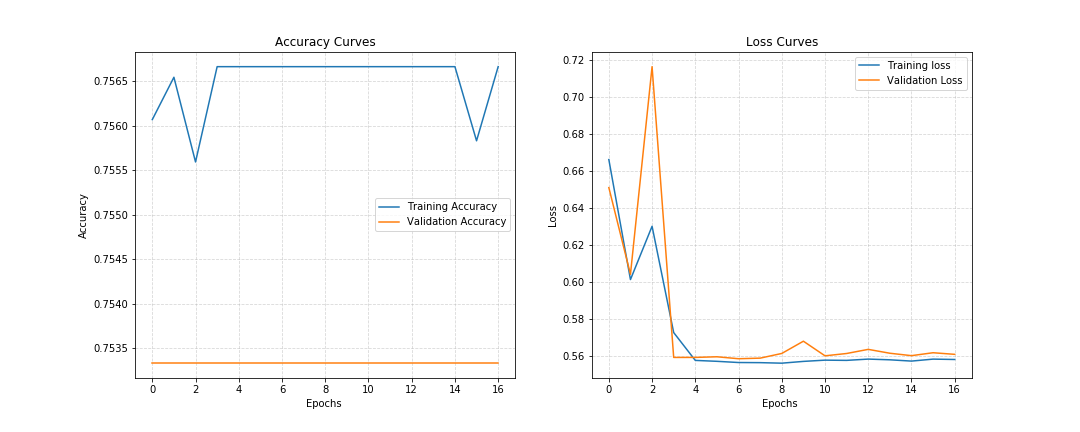 Accuracy Curves
0.7565
0.7560
0.7555
0.7550
0.7545
0.7540
0.7535
Accuracy
Training Accuracy
Validation Accuracy
0 2 4 6 8 10 12 14 16
Epochs
Loss Curves
0.72
0.70
0.68
0.66
0.64
0.62
0.60
0.58
0.56
Loss
Training loss
Validation Loss
0 2 4 6 8 10 12 14 16
Epochs